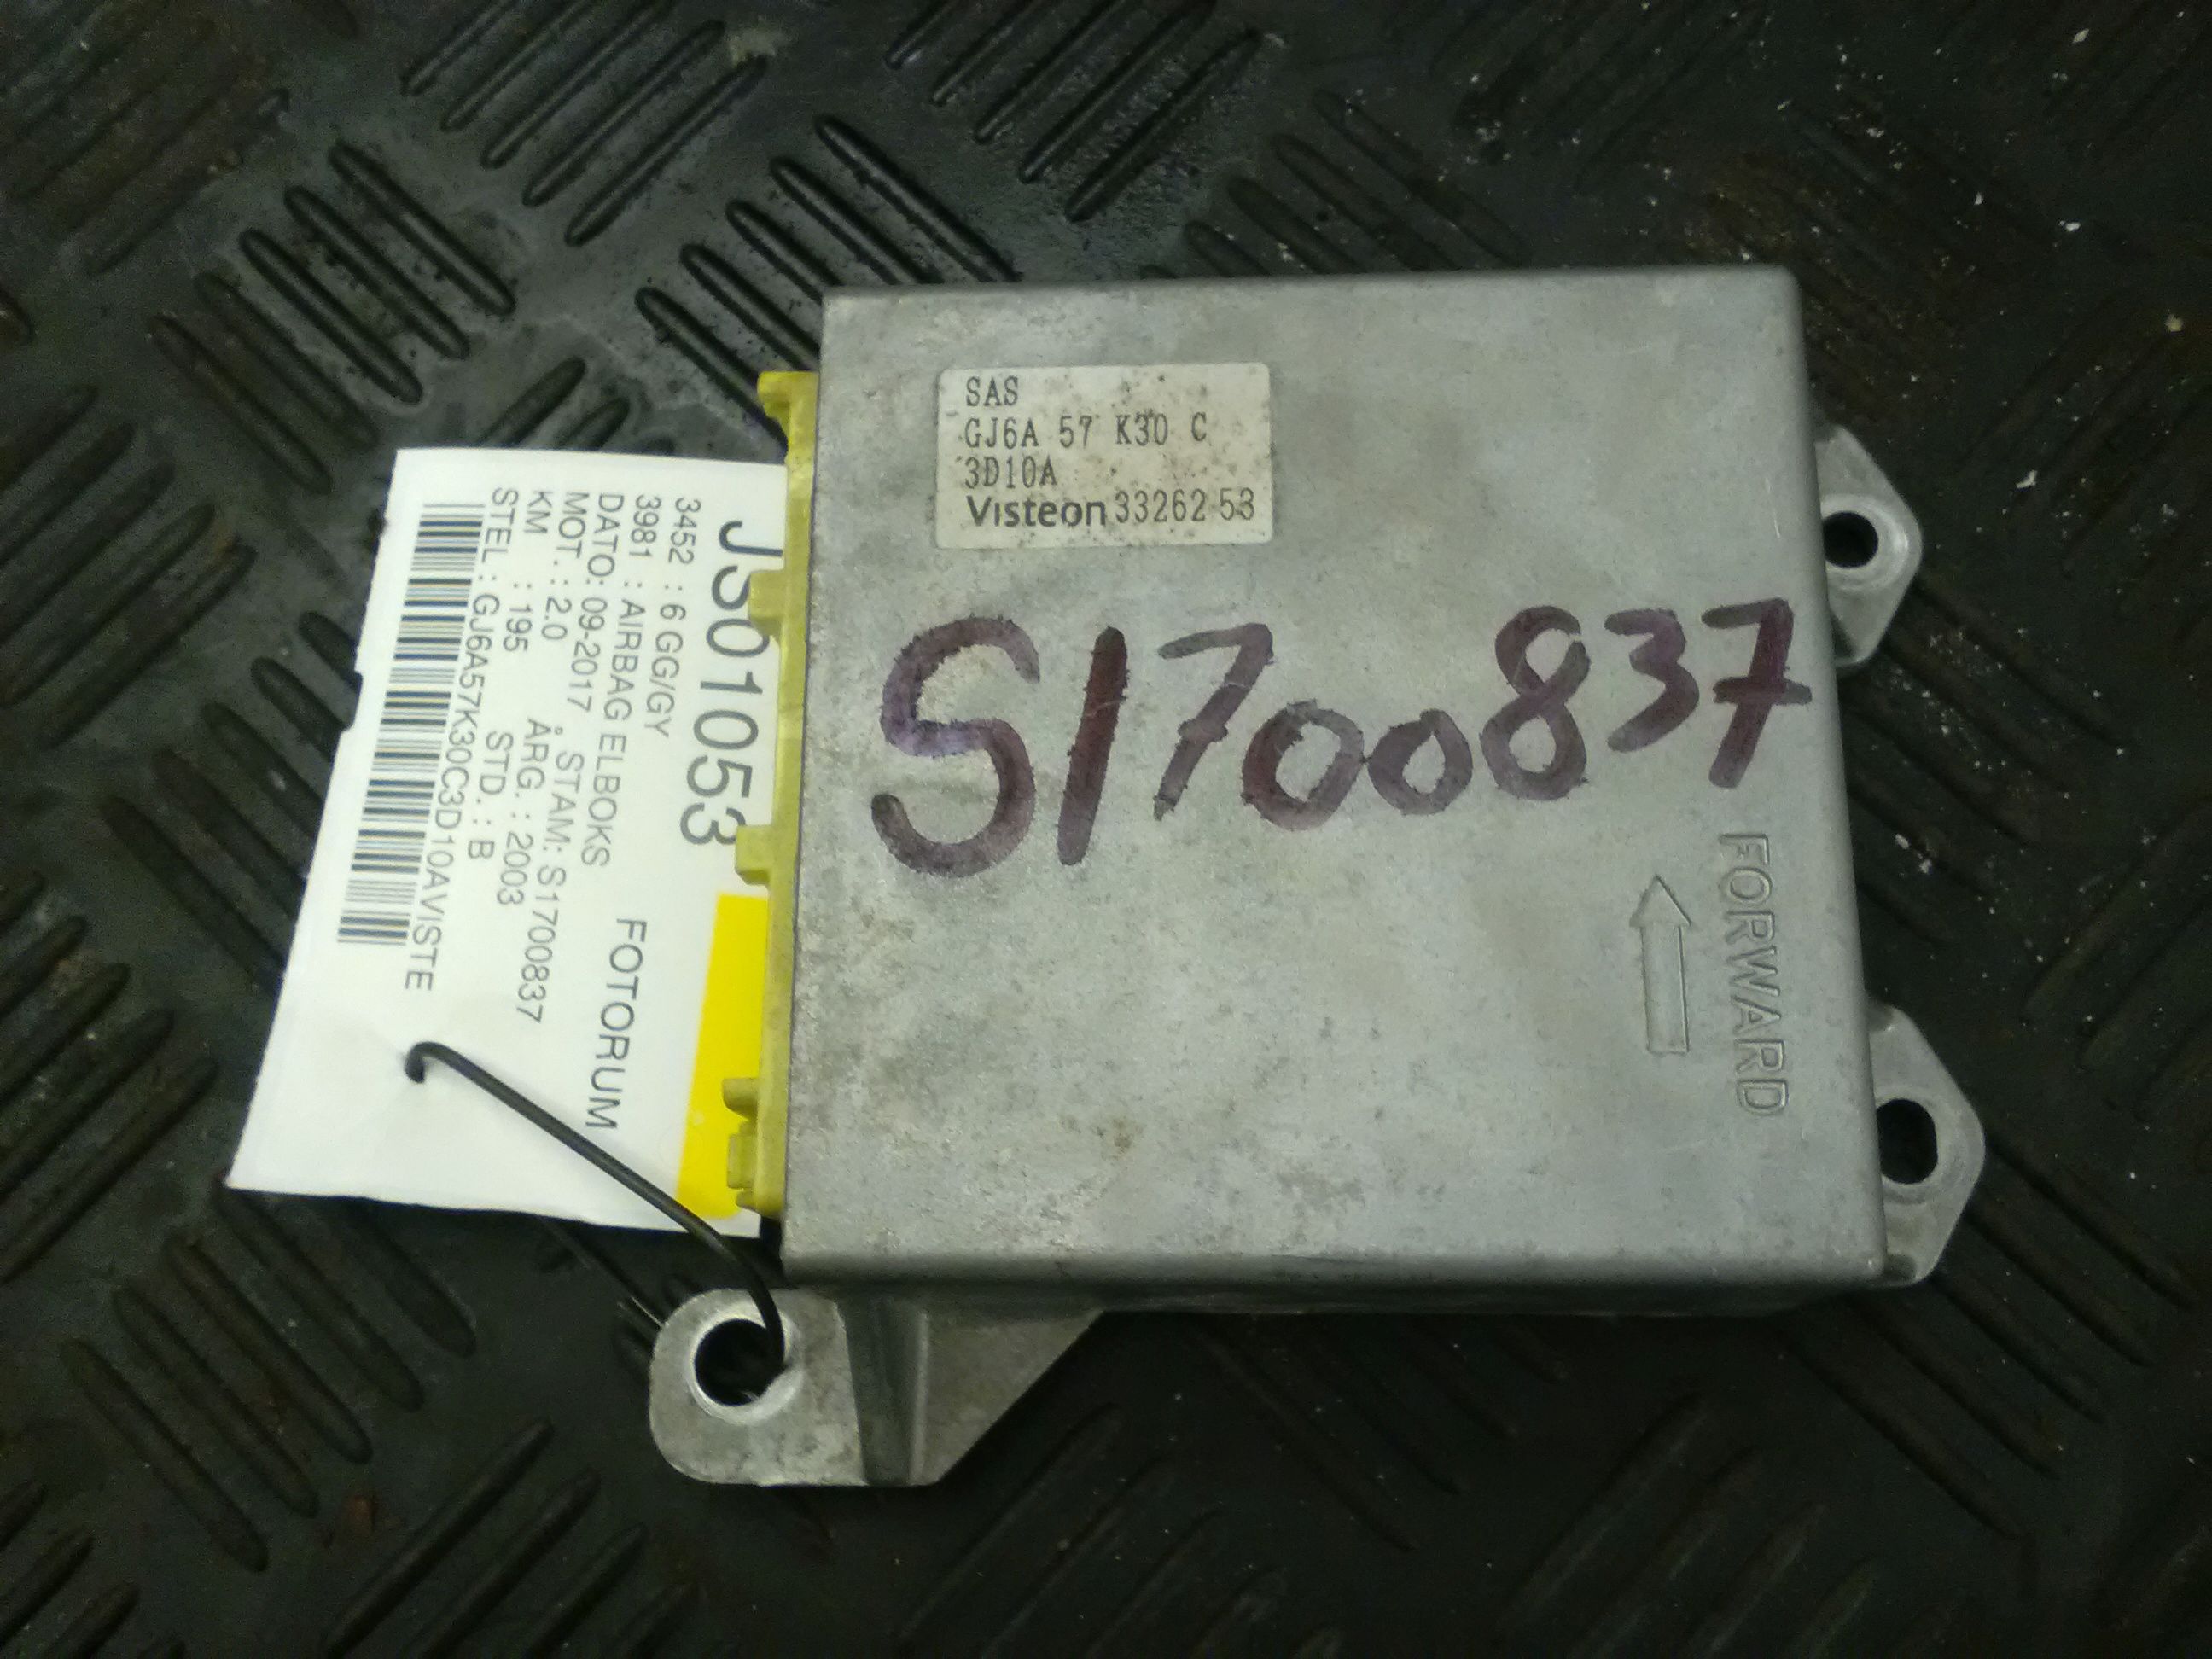 SAS
GJ6A 57 K30 C
3D10A
Visteon 33262 53
S1700837
FORWARD
JS01053
3452 : 6 GG/GY
3981 : AIRBAG ELBOKS FOTORUM
DATO: 09-2017 STAM: S1700837
MOT. : 2.0 ÅRG. : 2003
KM : 195 STD. : B
STEL : GJ6A57K30C3D10AVISTE